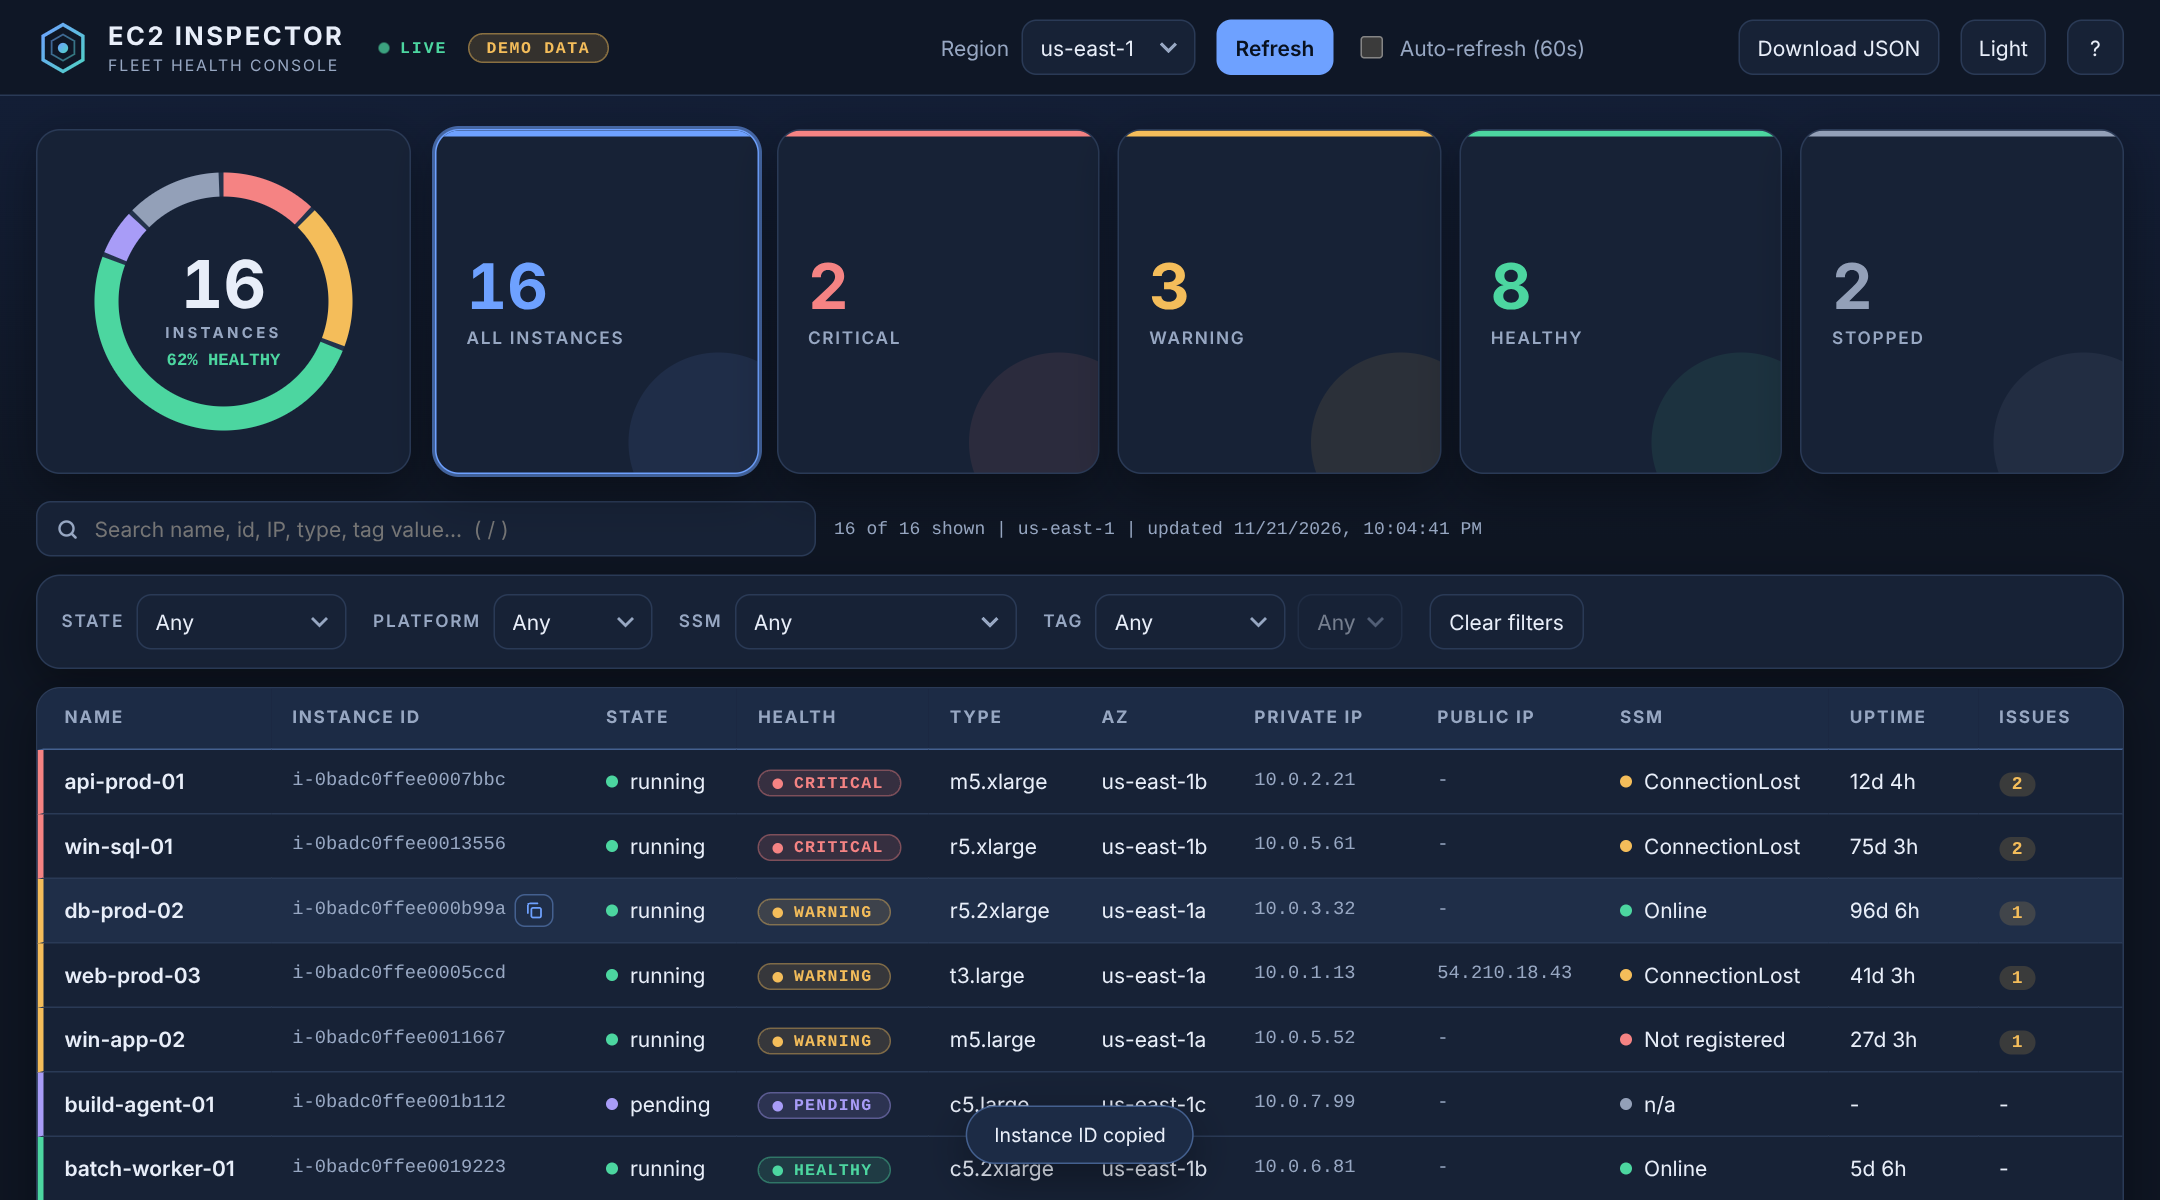 EC2 INSPECTOR
FLEET HEALTH CONSOLE
LIVE
DEMO DATA
Region
us-east-1
Refresh
Auto-refresh (60s)
Download JSON
Light
?
16
INSTANCES
62% HEALTHY
16
ALL INSTANCES
2
CRITICAL
3
WARNING
8
HEALTHY
2
STOPPED
Search name, id, IP, type, tag value... ( / )
16 of 16 shown | us-east-1 | updated 11/21/2026, 10:04:41 PM
STATE Any PLATFORM Any SSM Any TAG Any Any Clear filters
NAME INSTANCE ID STATE HEALTH TYPE AZ PRIVATE IP PUBLIC IP SSM UPTIME ISSUES
api-prod-01 i-0badc0ffee0007bbc running CRITICAL m5.xlarge us-east-1b 10.0.2.21 - ConnectionLost 12d 4h 2
win-sql-01 i-0badc0ffee0013556 running CRITICAL r5.xlarge us-east-1b 10.0.5.61 - ConnectionLost 75d 3h 2
db-prod-02 i-0badc0ffee000b99a running WARNING r5.2xlarge us-east-1a 10.0.3.32 - Online 96d 6h 1
web-prod-03 i-0badc0ffee0005ccd running WARNING t3.large us-east-1a 10.0.1.13 54.210.18.43 ConnectionLost 41d 3h 1
win-app-02 i-0badc0ffee0011667 running WARNING m5.large us-east-1a 10.0.5.52 - Not registered 27d 3h 1
build-agent-01 i-0badc0ffee001b112 pending PENDING c5.large us-east-1c 10.0.7.99 - n/a - -
Instance ID copied
batch-worker-01 i-0badc0ffee0019223 running HEALTHY c5.2xlarge us-east-1b 10.0.6.81 - Online 5d 6h -